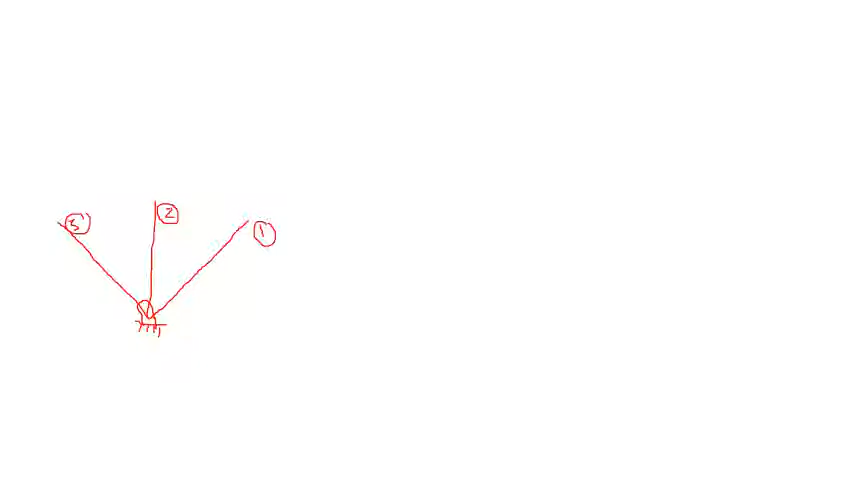 ③ ② ①